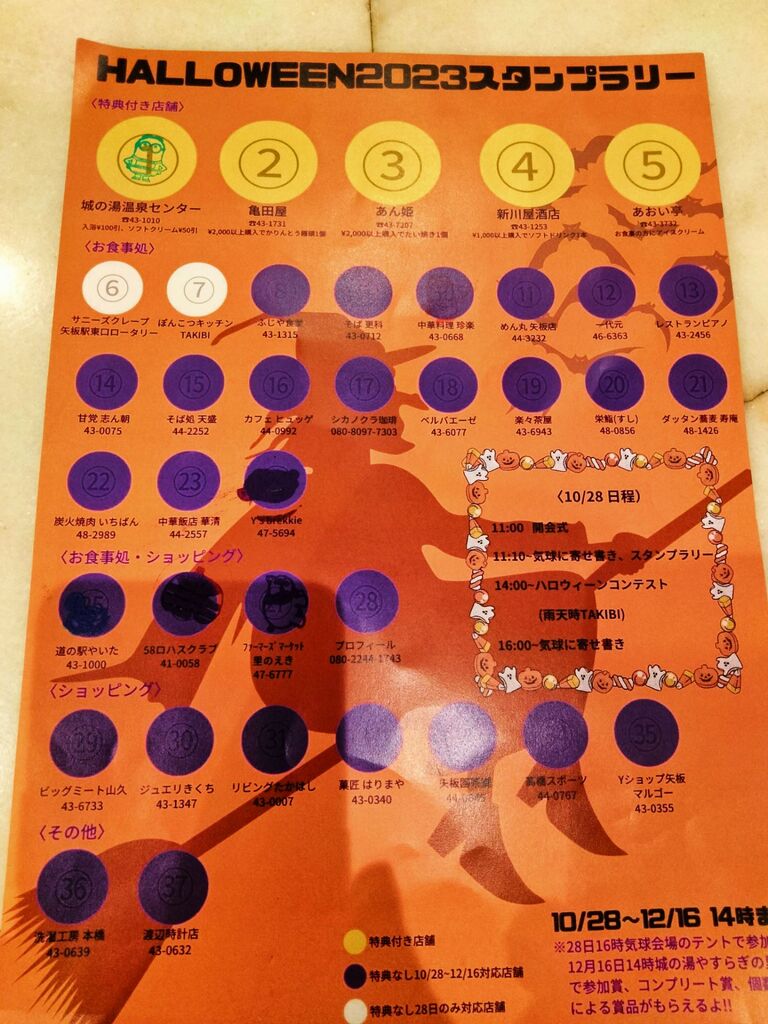 HALLOWEEN2023スタンプラリー
〈特典付き店舗〉
1 2 3 4 5
城の湯温泉センター 亀田屋 あん姫 新川屋酒店 あおい亭
☎43-1010 ☎43-1731 ☎43-7207 ☎43-1253 ☎43-3732
入浴¥100引、ソフトクリーム¥50引 ¥2,000以上購入でかりんとう饅頭1個 ¥2,000以上購入でたい焼き1個 ¥1,000以上購入でソフトドリンク1本 お食事の方にアイスクリーム
〈お食事処〉
6 7 8 11 12 13
サニーズクレープ ぽんこつキッチン ふじや食堂 そば 更科 中華料理 珍楽 めん丸 矢板店 一代元 レストランピアノ
矢板駅東口ロータリー TAKIBI 43-1315 43-0712 43-0668 44-3232 46-6363 43-2456
14 15 16 17 18 19 20 21
甘党 志ん朝 そば処 天盛 カフェ ヒュッゲ シカノクラ珈琲 ベルバエーゼ 楽々茶屋 栄鮨(すし) ダッタン蕎麦 寿庵
43-0075 44-2252 44-0992 080-8097-7303 43-6077 43-6943 48-0856 48-1426
22 23
炭火焼肉 いちばん 中華飯店 華清 Y's Brekkie
48-2989 44-2557 47-5694
〈10/28 日程〉
11:00 開会式
11:10~気球に寄せ書き、スタンプラリー
14:00~ハロウィーンコンテスト
(雨天時TAKIBI)
16:00~気球に寄せ書き
〈お食事処・ショッピング〉
25 28
道の駅やいた 58ロハスクラブ ファーマーズ マーケット プロフィール
43-1000 41-0058 里のえき 080-2244-1743
47-6777
〈ショッピング〉
29 30 31 35
ビッグミート山久 ジュエリきくち リビングたかはし 菓匠 はりまや 髙橋スポーツ Yショップ矢板
43-6733 43-1347 43-0007 43-0340 44-0767 マルゴー
43-0355
〈その他〉
36 37
洗濯工房 本橋 渡辺時計店
43-0639 43-0632
特典付き店舗
特典なし10/28~12/16対応店舗
特典なし28日のみ対応店舗
10/28~12/16 14時ま
※28日16時気球会場のテントで参加
12月16日14時城の湯やすらぎの
で参加賞、コンプリート賞、個数
による賞品がもらえるよ!!